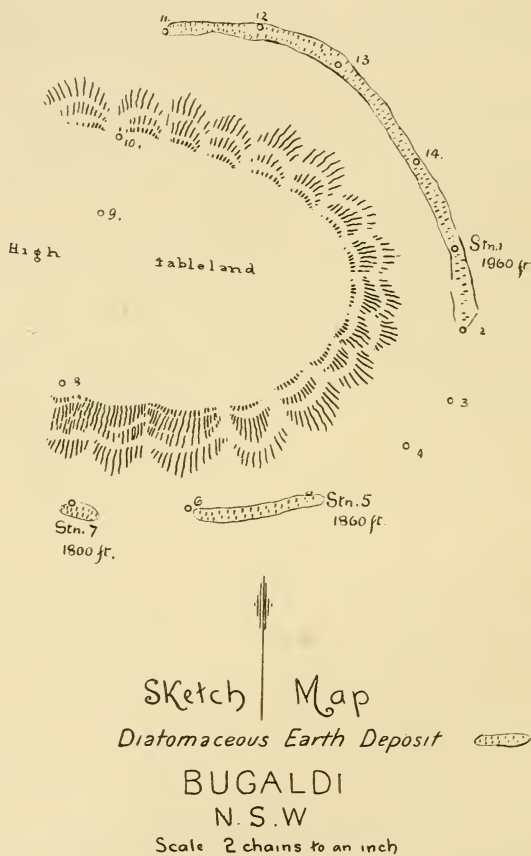 11.
12
13
14.
10.
9.
Stn.1
1960 ft
High tableland
2
8
3
4
6
Stn. 5
1860 ft.
Stn. 7
1800 ft.
Sketch Map
Diatomaceous Earth Deposit
BUGALDI
N.S.W
Scale 2 chains to an inch